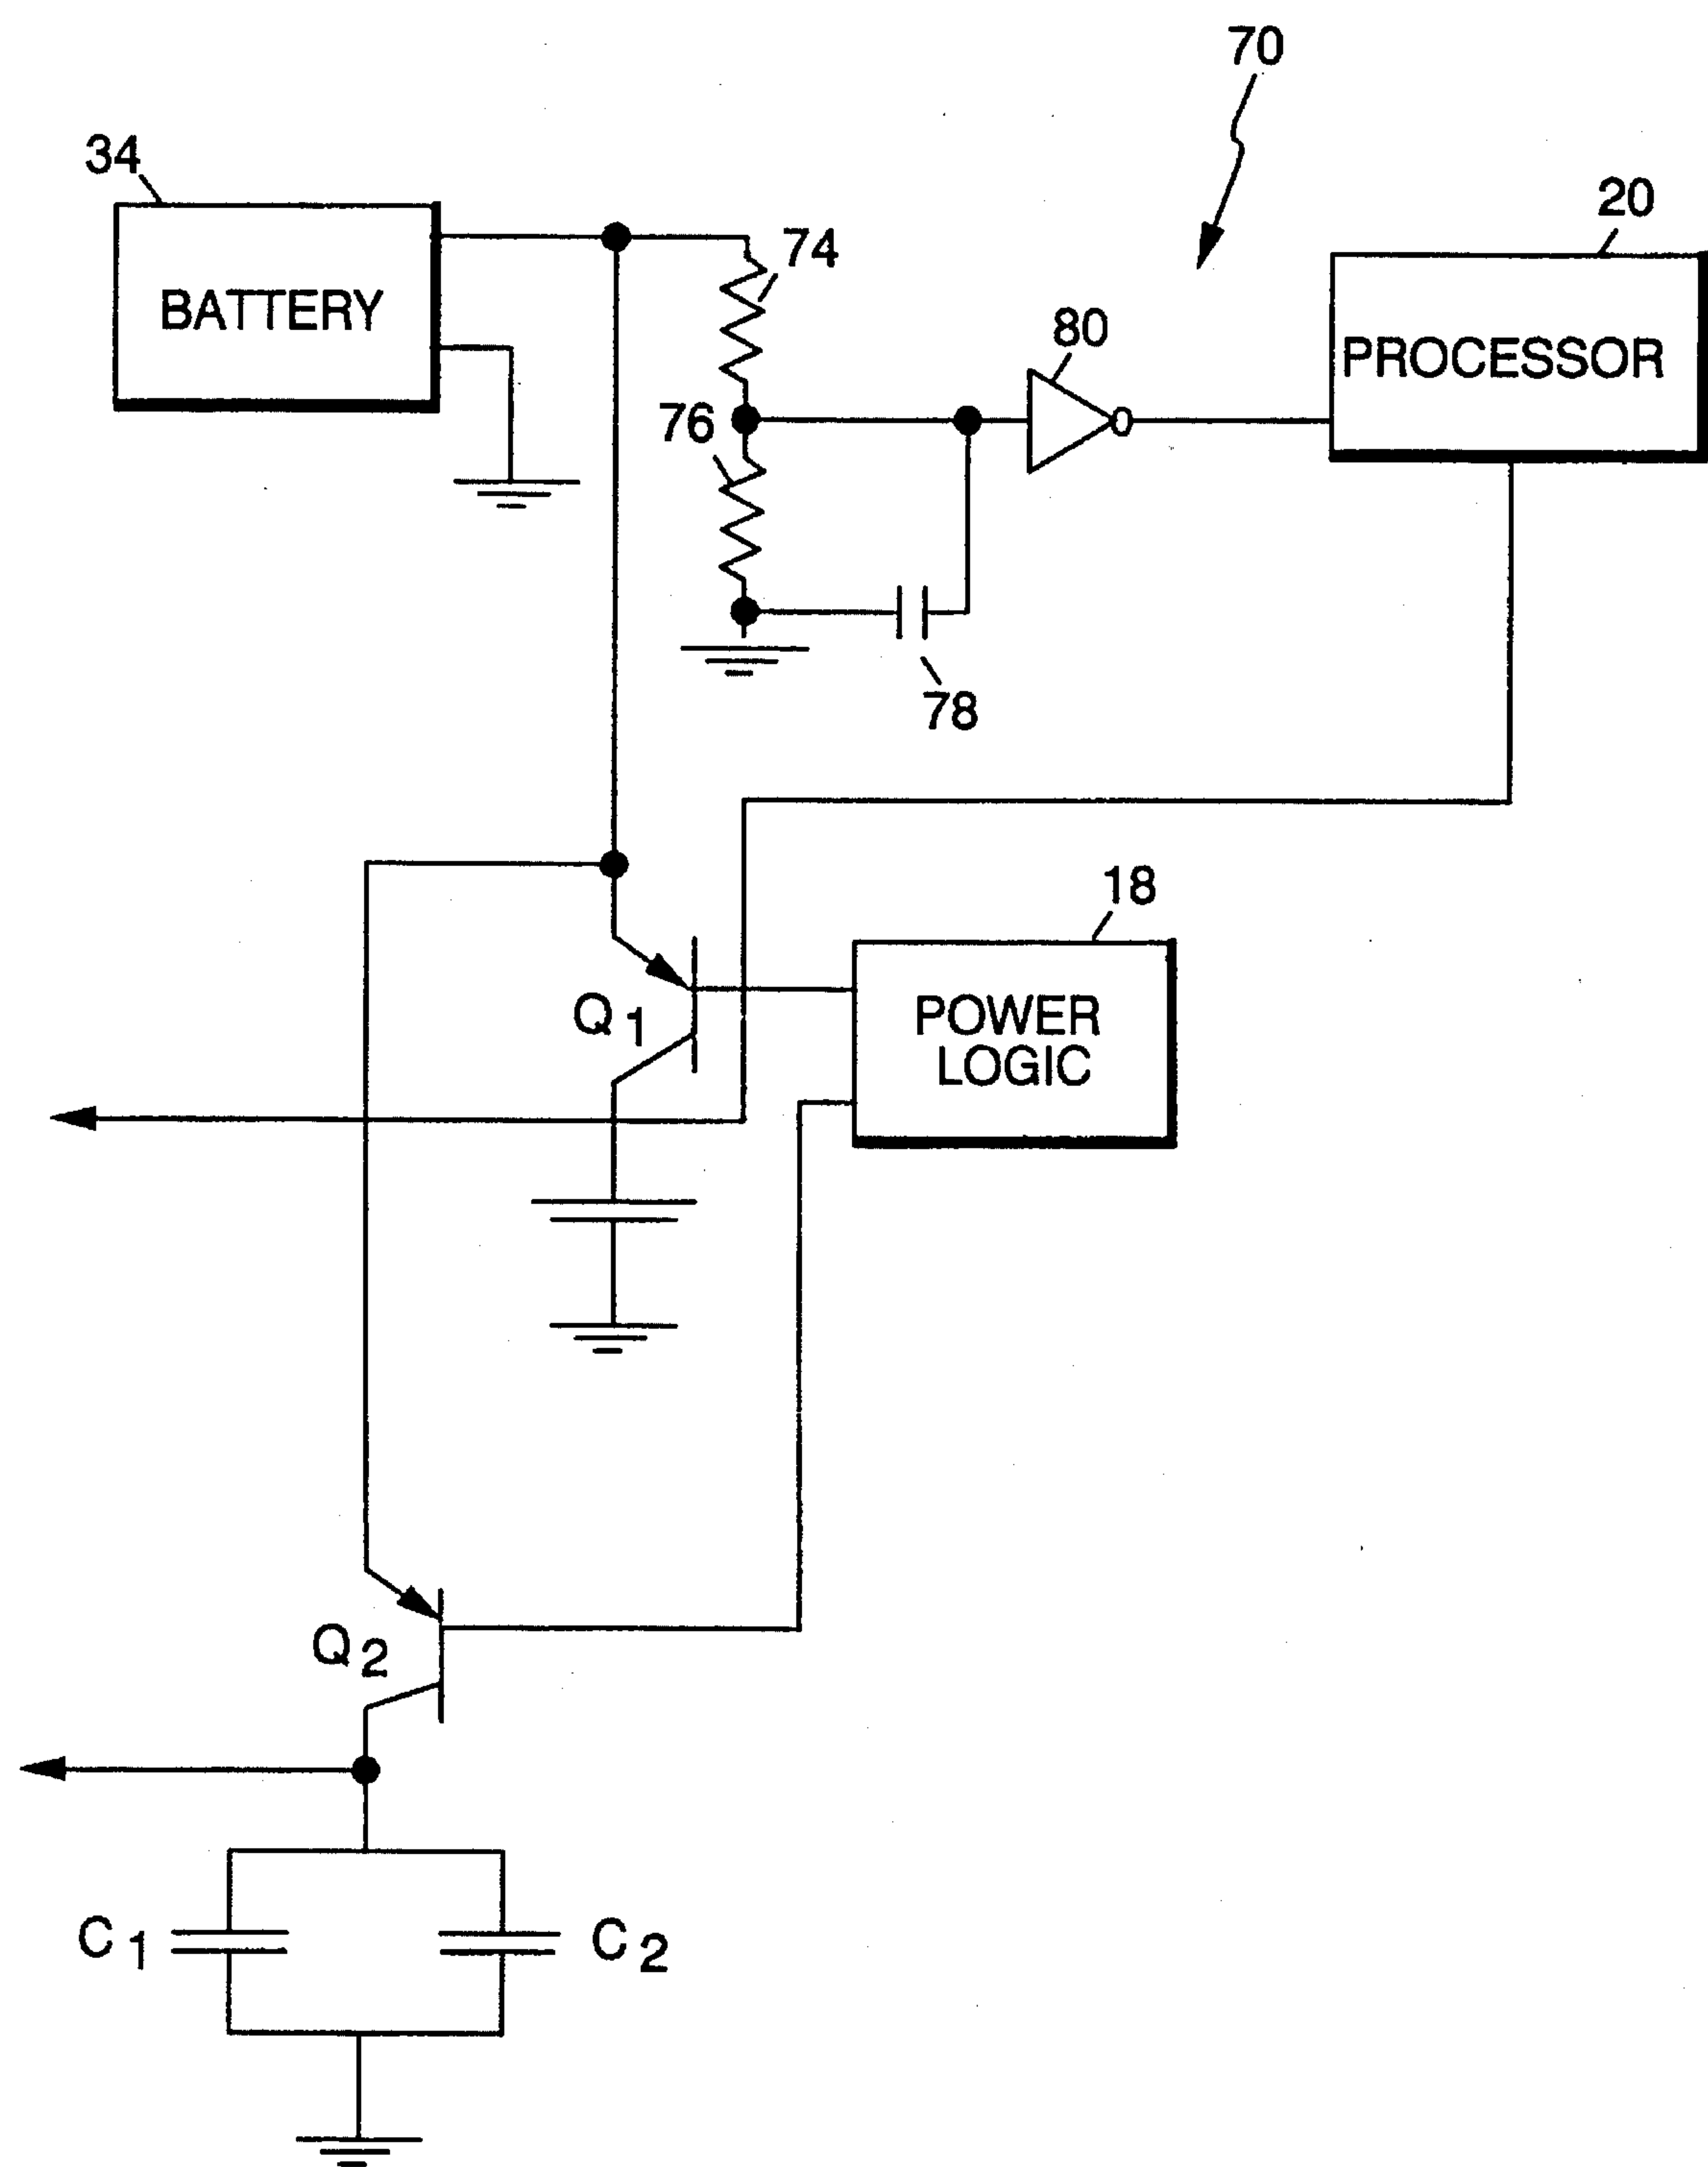 70
34
20
BATTERY
74
80
PROCESSOR
76
78
18
Q1
POWER
LOGIC
Q2
C1
C2